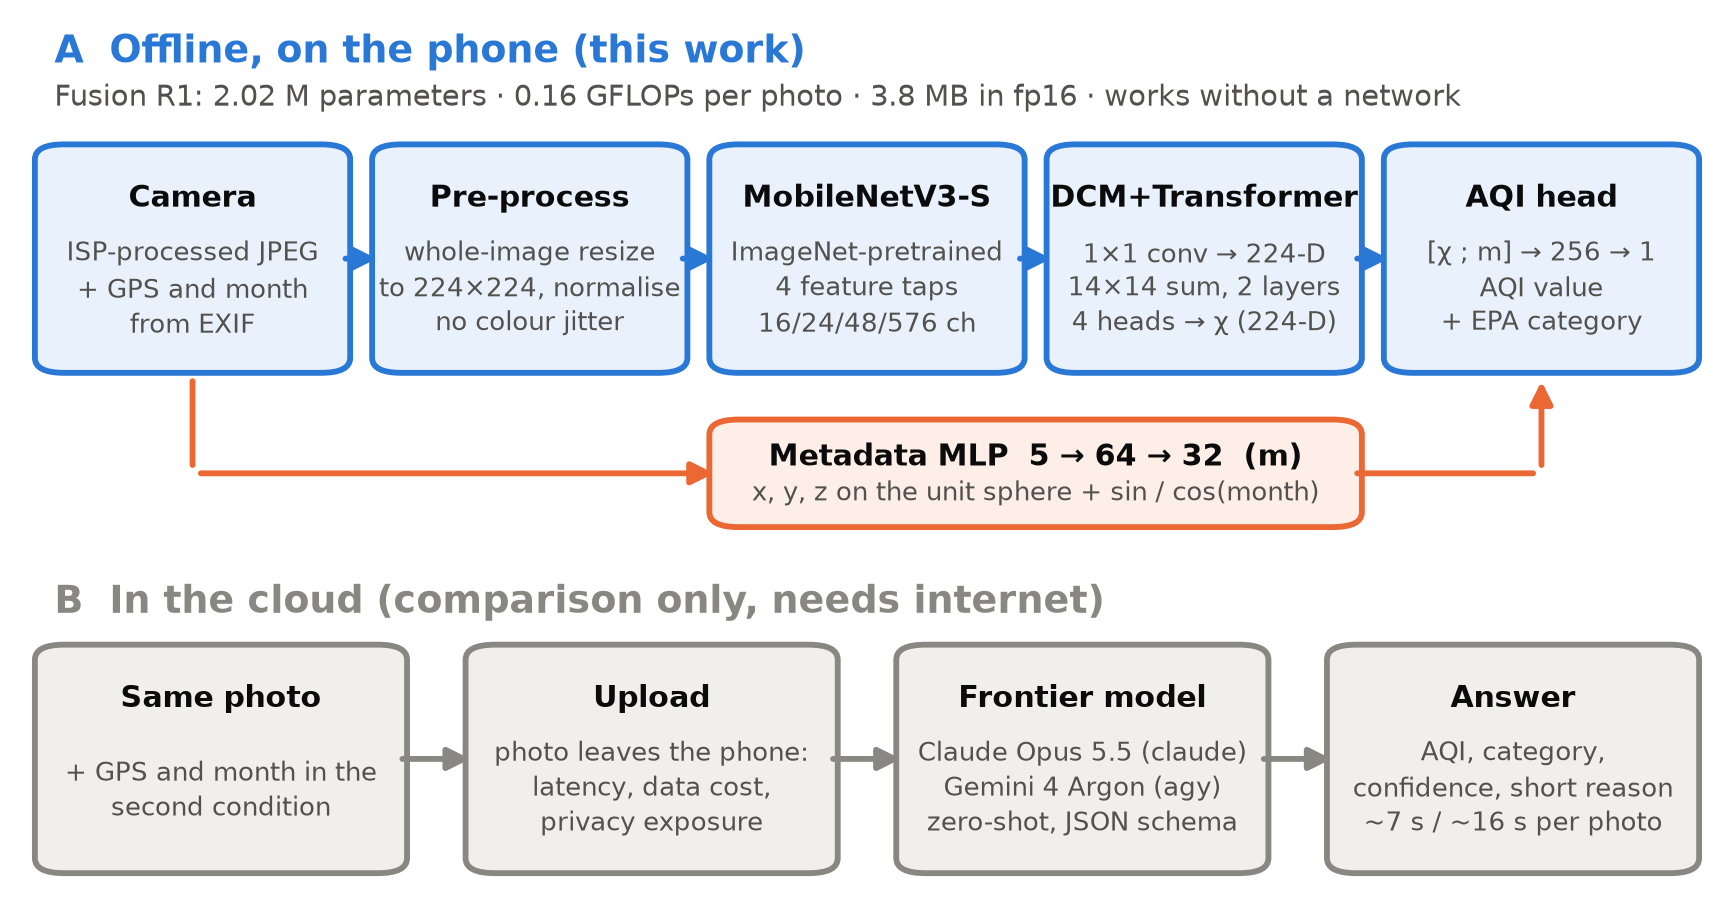 A Offline, on the phone (this work)
Fusion R1: 2.02 M parameters · 0.16 GFLOPs per photo · 3.8 MB in fp16 · works without a network
Camera
ISP-processed JPEG
+ GPS and month
from EXIF
Pre-process
whole-image resize
to 224×224, normalise
no colour jitter
MobileNetV3-S
ImageNet-pretrained
4 feature taps
16/24/48/576 ch
DCM+Transformer
1×1 conv → 224-D
14×14 sum, 2 layers
4 heads → χ (224-D)
AQI head
[χ ; m] → 256 → 1
AQI value
+ EPA category
Metadata MLP 5 → 64 → 32 (m)
x, y, z on the unit sphere + sin / cos(month)
B In the cloud (comparison only, needs internet)
Same photo
+ GPS and month in the
second condition
Upload
photo leaves the phone:
latency, data cost,
privacy exposure
Frontier model
Claude Opus 5.5 (claude)
Gemini 4 Argon (agy)
zero-shot, JSON schema
Answer
AQI, category,
confidence, short reason
~7 s / ~16 s per photo